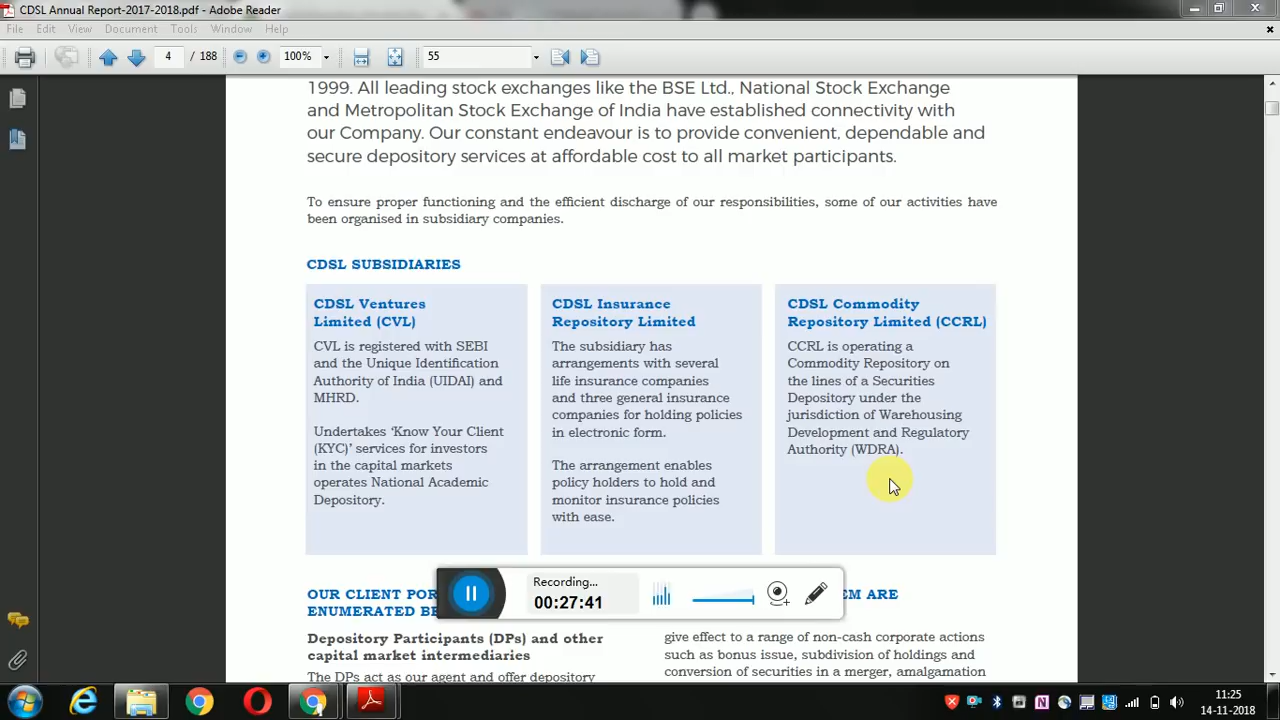 CDSL Annual Report-2017-2018.pdf - Adobe Reader
File Edit View Document Tools Window Help
4 / 188 100% 55
1999. All leading stock exchanges like the BSE Ltd., National Stock Exchange
and Metropolitan Stock Exchange of India have established connectivity with
our Company. Our constant endeavour is to provide convenient, dependable and
secure depository services at affordable cost to all market participants.
To ensure proper functioning and the efficient discharge of our responsibilities, some of our activities have
been organised in subsidiary companies.
CDSL SUBSIDIARIES
CDSL Ventures
Limited (CVL)
CVL is registered with SEBI
and the Unique Identification
Authority of India (UIDAI) and
MHRD.
Undertakes ‘Know Your Client
(KYC)’ services for investors
in the capital markets
operates National Academic
Depository.
CDSL Insurance
Repository Limited
The subsidiary has
arrangements with several
life insurance companies
and three general insurance
companies for holding policies
in electronic form.
The arrangement enables
policy holders to hold and
monitor insurance policies
with ease.
CDSL Commodity
Repository Limited (CCRL)
CCRL is operating a
Commodity Repository on
the lines of a Securities
Depository under the
jurisdiction of Warehousing
Development and Regulatory
Authority (WDRA).
Recording...
00:27:41
OUR CLIENT EM ARE
ENUMERATED
Depository Participants (DPs) and other
capital market intermediaries
The DPs act as our agent and offer depository
give effect to a range of non-cash corporate actions
such as bonus issue, subdivision of holdings and
conversion of securities in a merger, amalgamation
11:25
14-11-2018